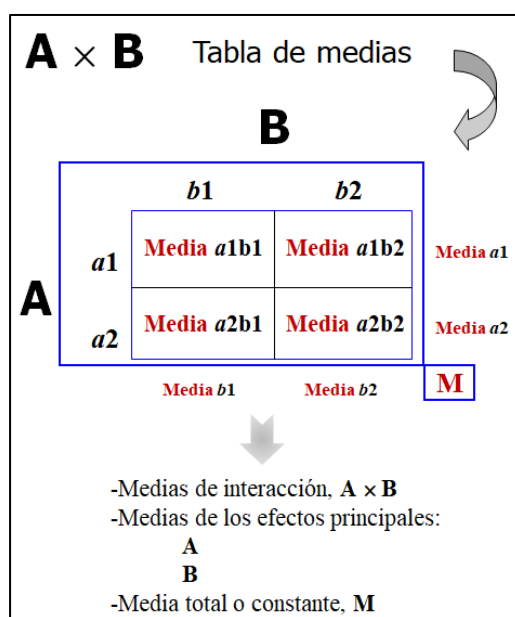 A × B Tabla de medias
B
b1 b2
a1 Media a1b1 Media a1b2 Media a1
A
a2 Media a2b1 Media a2b2 Media a2
Media b1 Media b2 M
-Medias de interacción, A × B
-Medias de los efectos principales:
A
B
-Media total o constante, M